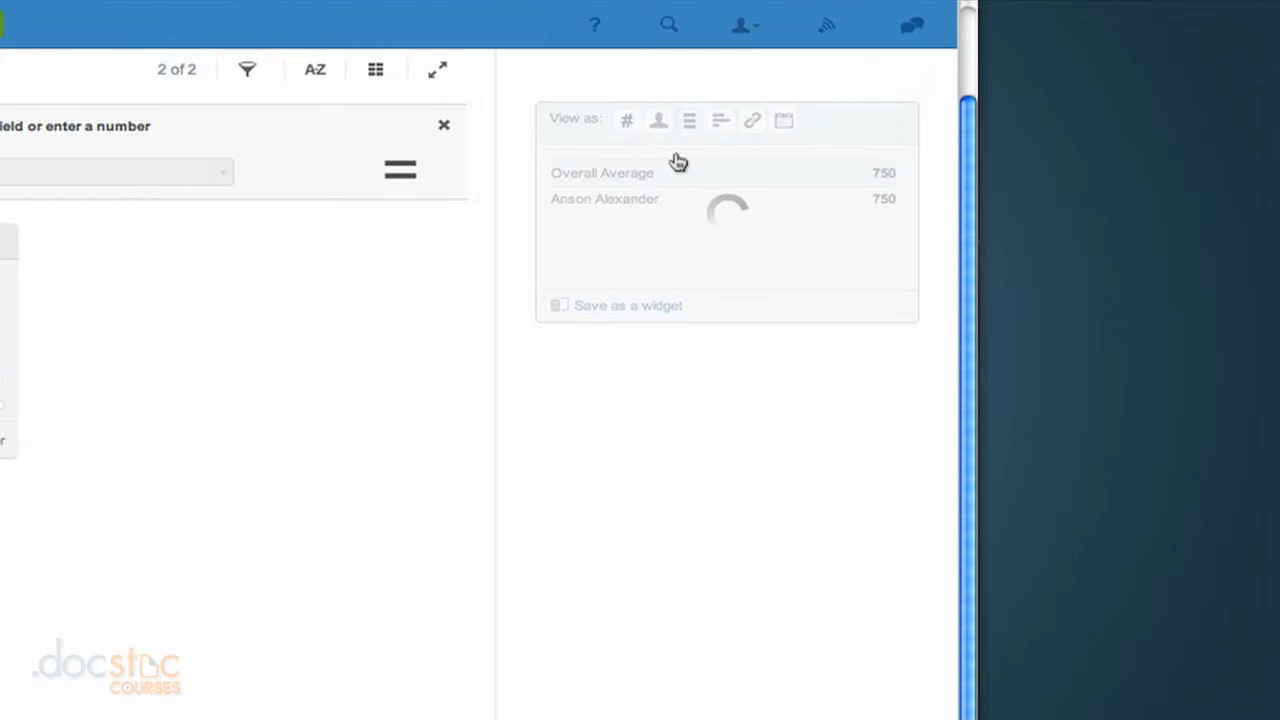 2 of 2
A-Z
ield or enter a number
View as:
Overall Average 750
Anson Alexander 750
Save as a widget
r
.docstoc
COURSES